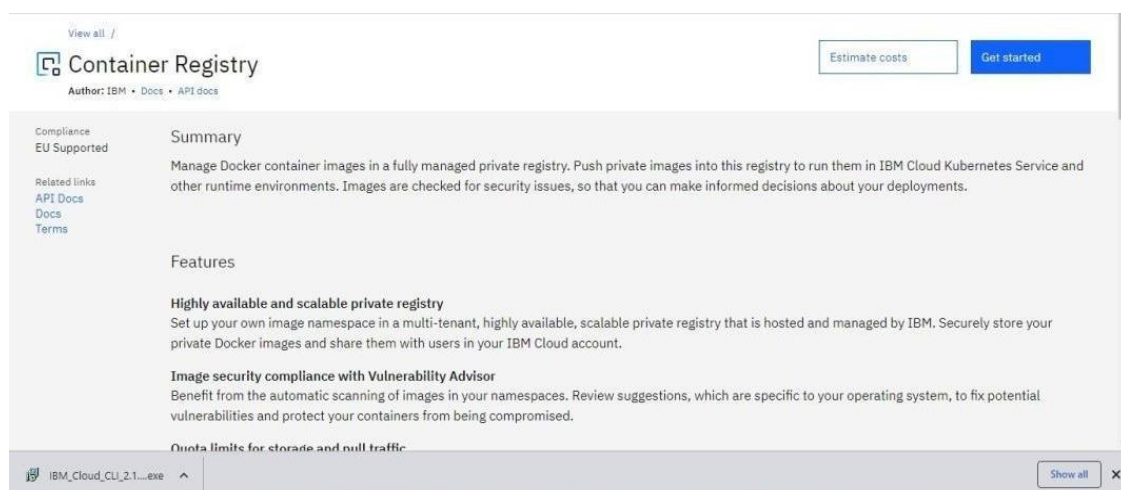 View all /
Container Registry
Estimate costs
Get started
Author: IBM • Docs • API docs
Compliance
EU Supported
Related links
API Docs
Docs
Terms
Summary
Manage Docker container images in a fully managed private registry. Push private images into this registry to run them in IBM Cloud Kubernetes Service and
other runtime environments. Images are checked for security issues, so that you can make informed decisions about your deployments.
Features
Highly available and scalable private registry
Set up your own image namespace in a multi-tenant, highly available, scalable private registry that is hosted and managed by IBM. Securely store your
private Docker images and share them with users in your IBM Cloud account.
Image security compliance with Vulnerability Advisor
Benefit from the automatic scanning of images in your namespaces. Review suggestions, which are specific to your operating system, to fix potential
vulnerabilities and protect your containers from being compromised.
Quota limits for storage and pull traffic
IBM_Cloud_CLI_2.1....exe
Show all